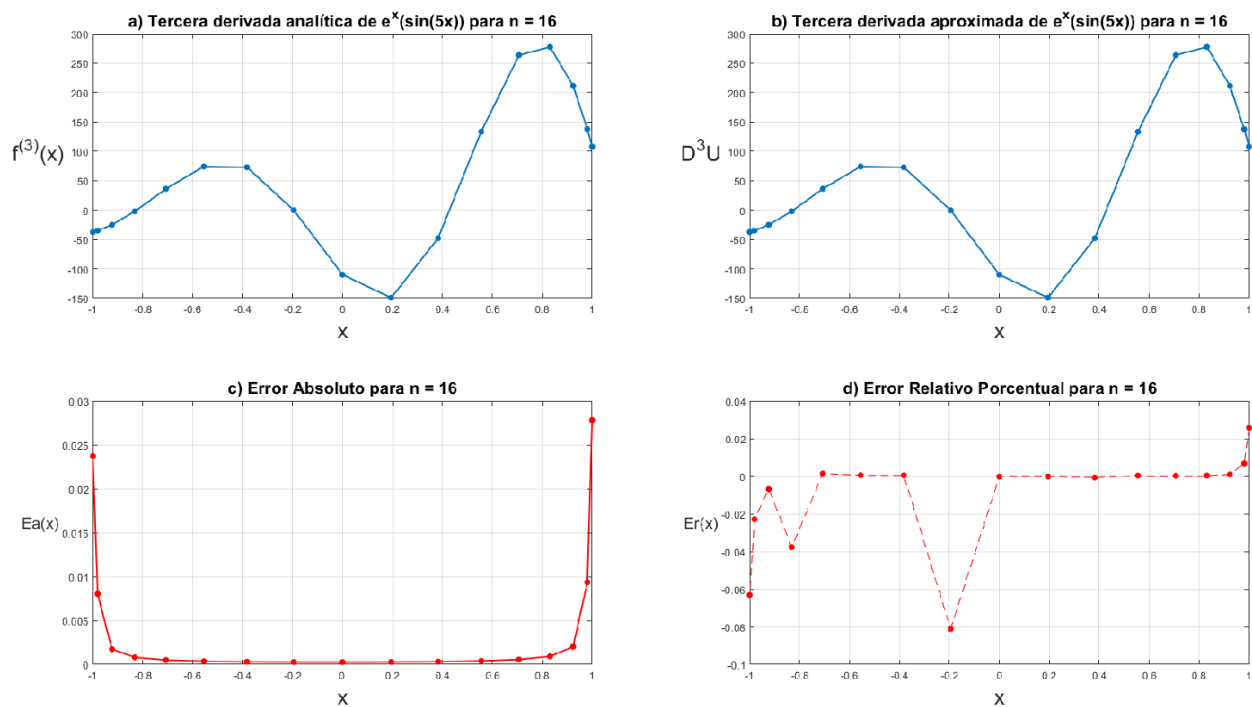 a) Tercera derivada analítica de e^x(sin(5x)) para n = 16
300
250
200
150
100
50
0
-50
-100
-150
f^(3)(x)
-1 -0.8 -0.6 -0.4 -0.2 0 0.2 0.4 0.6 0.8 1
x
b) Tercera derivada aproximada de e^x(sin(5x)) para n = 16
300
250
200
150
100
50
0
-50
-100
-150
D^3U
-1 -0.8 -0.6 -0.4 -0.2 0 0.2 0.4 0.6 0.8 1
x
c) Error Absoluto para n = 16
0.03
0.025
0.02
0.015
0.01
0.005
0
Ea(x)
-1 -0.8 -0.6 -0.4 -0.2 0 0.2 0.4 0.6 0.8 1
x
d) Error Relativo Porcentual para n = 16
0.04
0.02
0
-0.02
-0.04
-0.06
-0.08
-0.1
Er(x)
-1 -0.8 -0.6 -0.4 -0.2 0 0.2 0.4 0.6 0.8 1
x